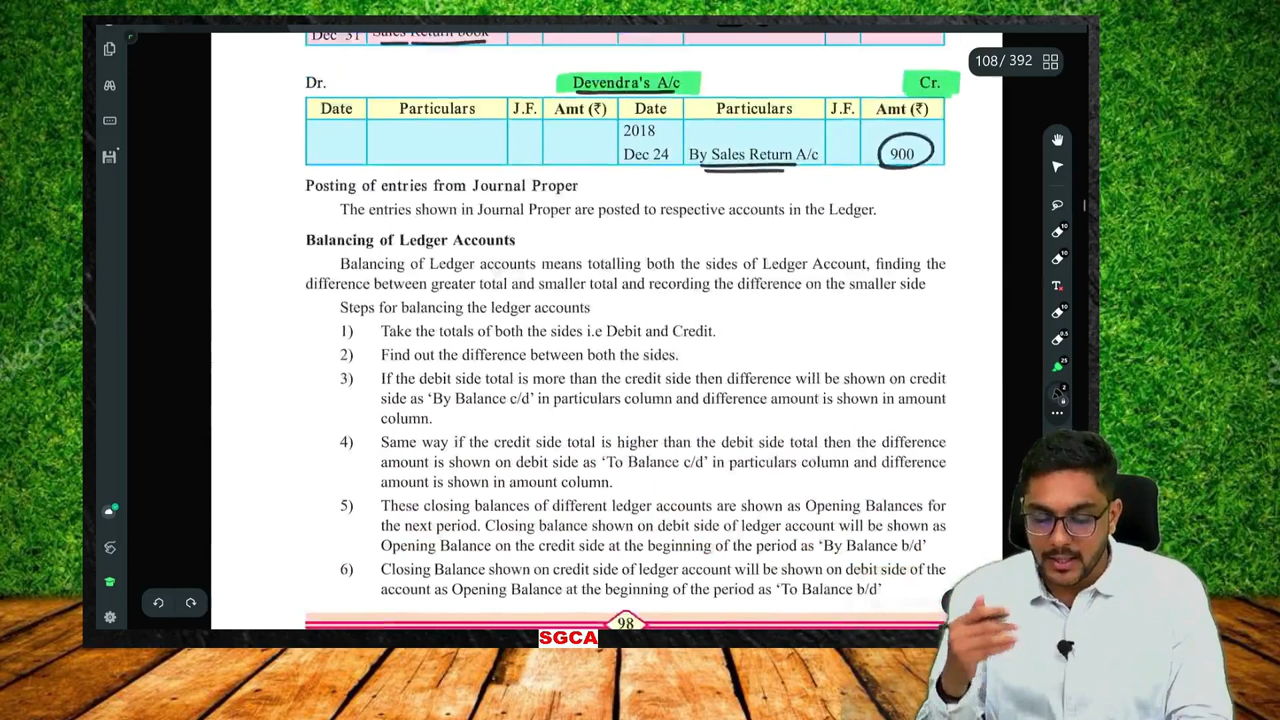 Dec 31 Sales Return book
108/392
Dr. Devendra's A/c Cr.
Date Particulars J.F. Amt (₹) Date Particulars J.F. Amt (₹)
2018
Dec 24 By Sales Return A/c 900
Posting of entries from Journal Proper
The entries shown in Journal Proper are posted to respective accounts in the Ledger.
Balancing of Ledger Accounts
Balancing of Ledger accounts means totalling both the sides of Ledger Account, finding the
difference between greater total and smaller total and recording the difference on the smaller side
Steps for balancing the ledger accounts
1) Take the totals of both the sides i.e Debit and Credit.
2) Find out the difference between both the sides.
3) If the debit side total is more than the credit side then difference will be shown on credit
side as ‘By Balance c/d’ in particulars column and difference amount is shown in amount
column.
4) Same way if the credit side total is higher than the debit side total then the difference
amount is shown on debit side as ‘To Balance c/d’ in particulars column and difference
amount is shown in amount column.
5) These closing balances of different ledger accounts are shown as Opening Balances for
the next period. Closing balance shown on debit side of ledger account will be shown as
Opening Balance on the credit side at the beginning of the period as ‘By Balance b/d’
6) Closing Balance shown on credit side of ledger account will be shown on debit side of the
account as Opening Balance at the beginning of the period as ‘To Balance b/d’
98
SGCA